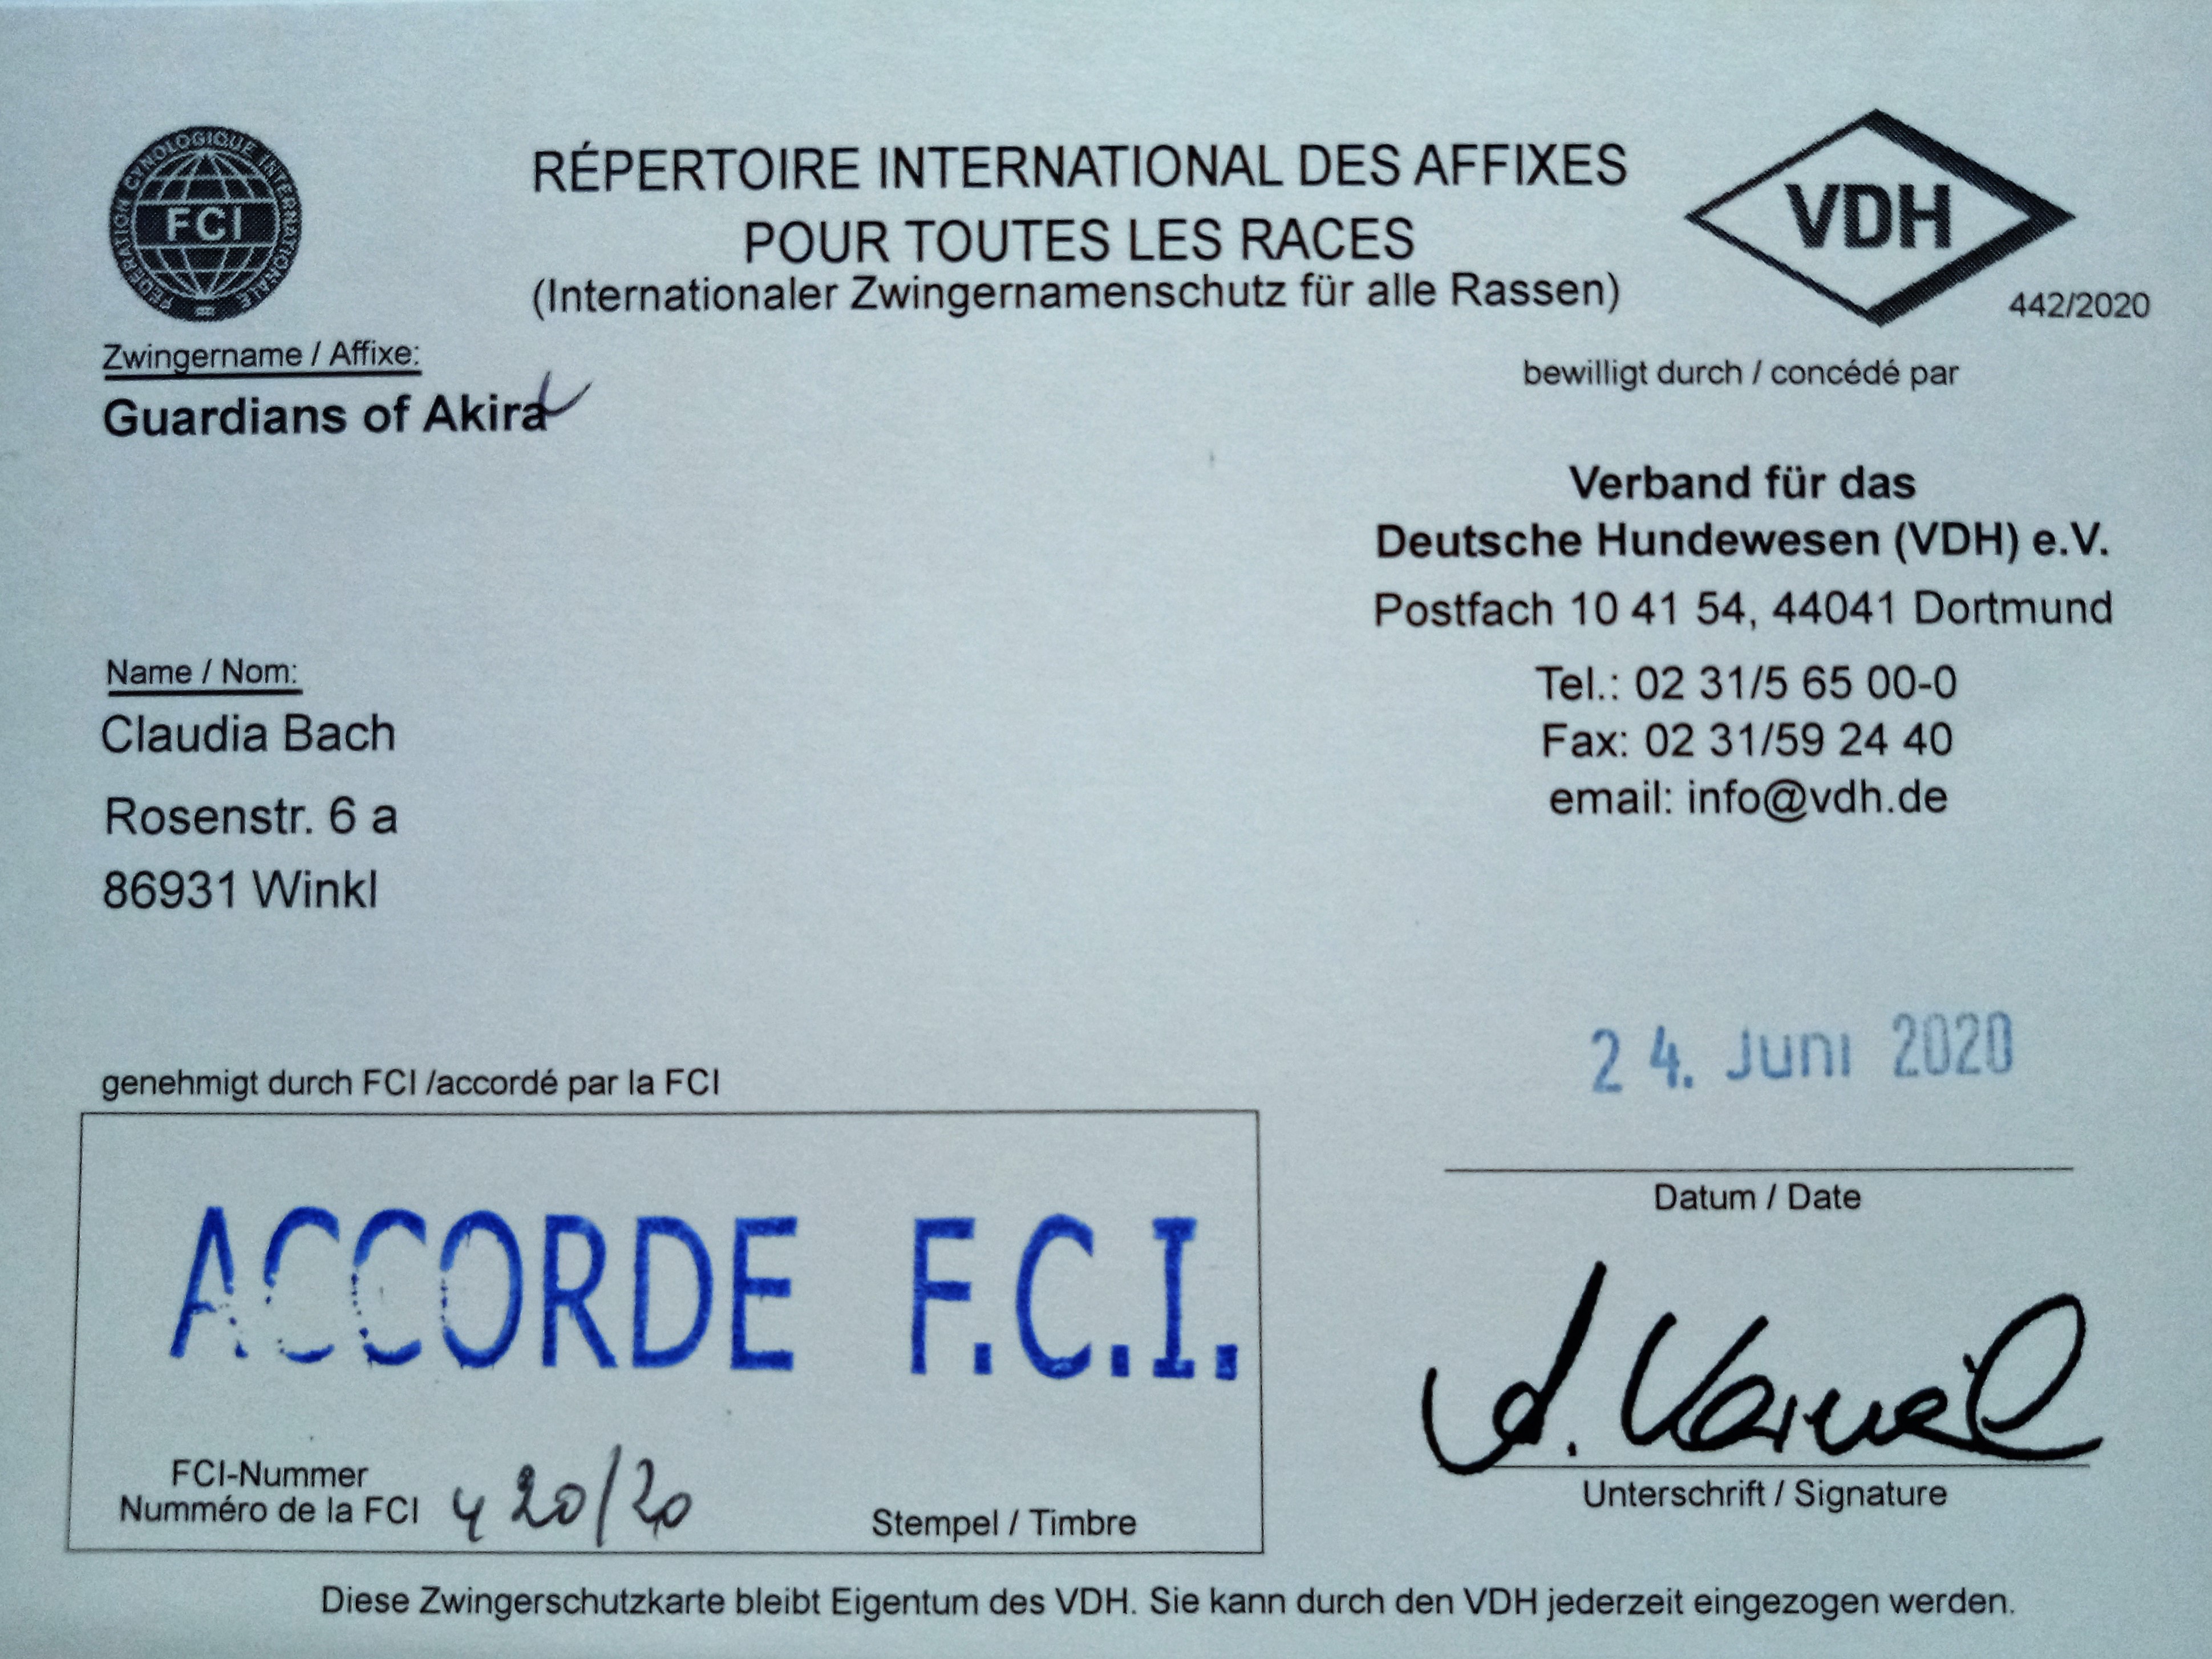 FEDERATION CYNOLOGIQUE INTERNATIONALE
FCI
RÉPERTOIRE INTERNATIONAL DES AFFIXES
POUR TOUTES LES RACES
(Internationaler Zwingernamenschutz für alle Rassen)
VDH
442/2020
Zwingername / Affixe:
Guardians of Akira
bewilligt durch / concédé par
Verband für das
Deutsche Hundewesen (VDH) e.V.
Postfach 10 41 54, 44041 Dortmund
Tel.: 02 31/5 65 00-0
Fax: 02 31/59 24 40
email: info@vdh.de
Name / Nom:
Claudia Bach
Rosenstr. 6 a
86931 Winkl
24. Juni 2020
Datum / Date
genehmigt durch FCI /accordé par la FCI
ACCORDE F.C.I.
FCI-Nummer
Numméro de la FCI 420/20
Stempel / Timbre
Unterschrift / Signature
Diese Zwingerschutzkarte bleibt Eigentum des VDH. Sie kann durch den VDH jederzeit eingezogen werden.